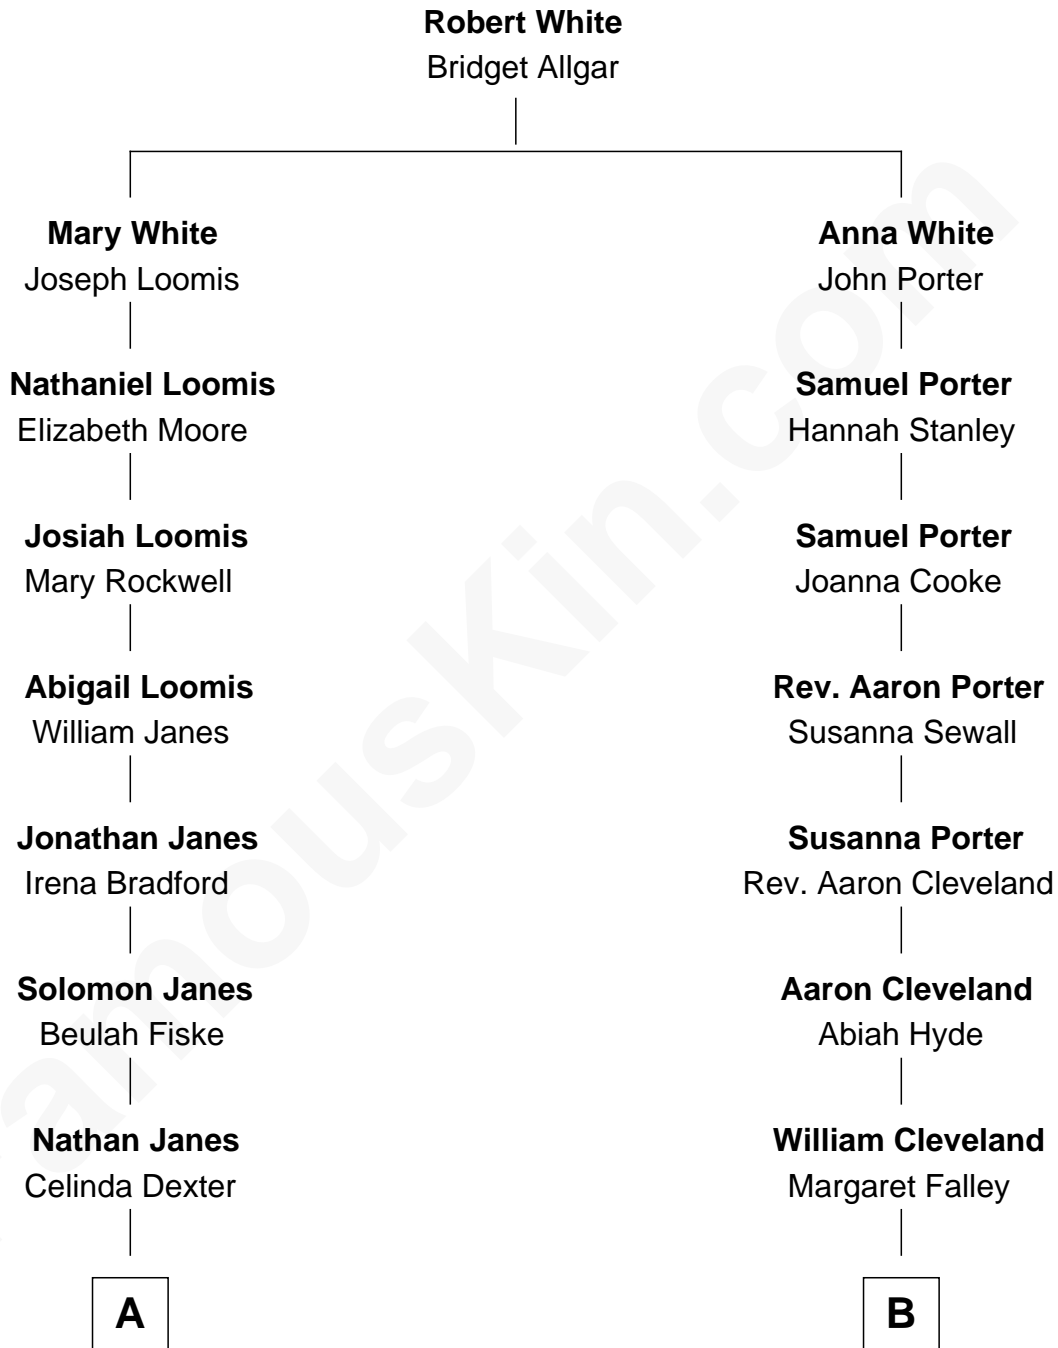 Robert White
Bridget Allgar
Mary White
Joseph Loomis
Anna White
John Porter
Nathaniel Loomis
Elizabeth Moore
Samuel Porter
Hannah Stanley
Josiah Loomis
Mary Rockwell
Samuel Porter
Joanna Cooke
Abigail Loomis
William Janes
Rev. Aaron Porter
Susanna Sewall
Jonathan Janes
Irena Bradford
Susanna Porter
Rev. Aaron Cleveland
Solomon Janes
Beulah Fiske
Aaron Cleveland
Abiah Hyde
Nathan Janes
Celinda Dexter
William Cleveland
Margaret Falley
A
B
amousKin.com